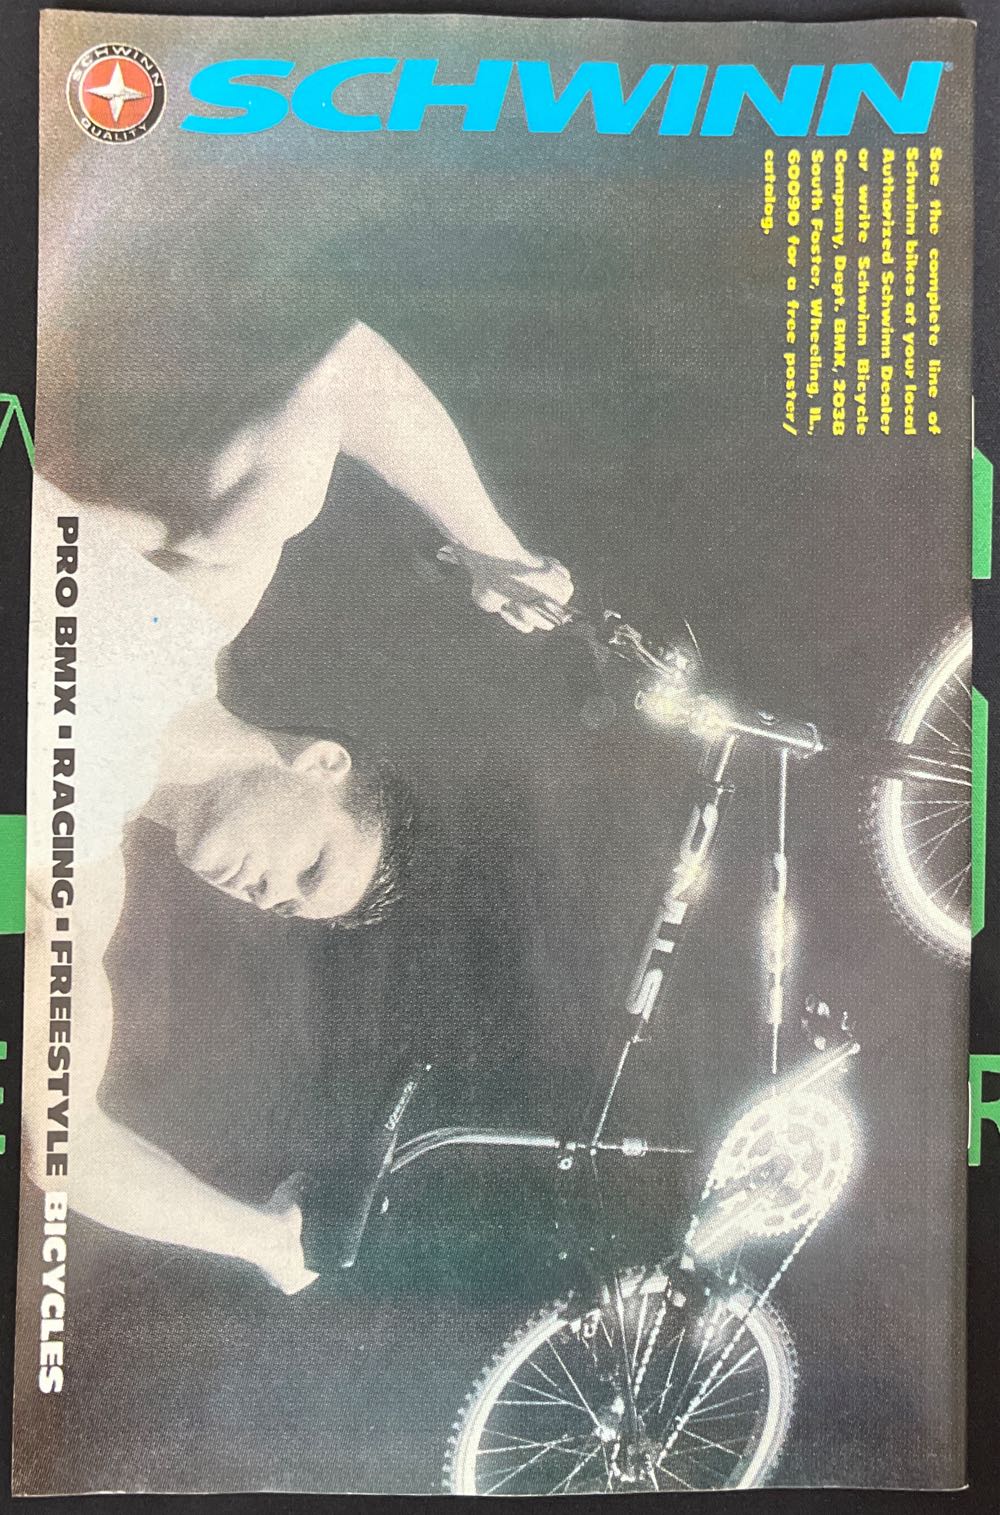 SCHWINN
QUALITY
SCHWINN®
See the complete line of
Schwinn bikes at your local
Authorized Schwinn Dealer
or write Schwinn Bicycle
Company, Dept. BMX, 2038
South Foster, Wheeling, IL,
60090 for a free poster/
catalog.
STING
PRO BMX ▪ RACING ▪ FREESTYLE BICYCLES
E
R